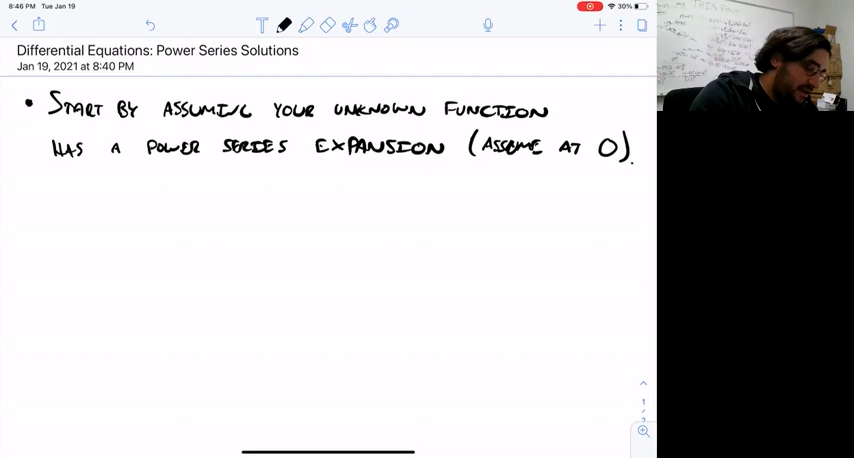 8:46 PM Tue Jan 19
30%
Differential Equations: Power Series Solutions
Jan 19, 2021 at 8:40 PM
• START BY ASSUMING YOUR UNKNOWN FUNCTION
HAS A POWER SERIES EXPANSION (ASSUME AT 0).
1
/
2